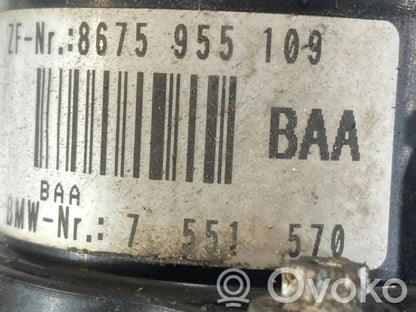 ZF-Nr.:8675 955 109
BAA
BAA
BMW-Nr.: 7 551 570
Ovoko